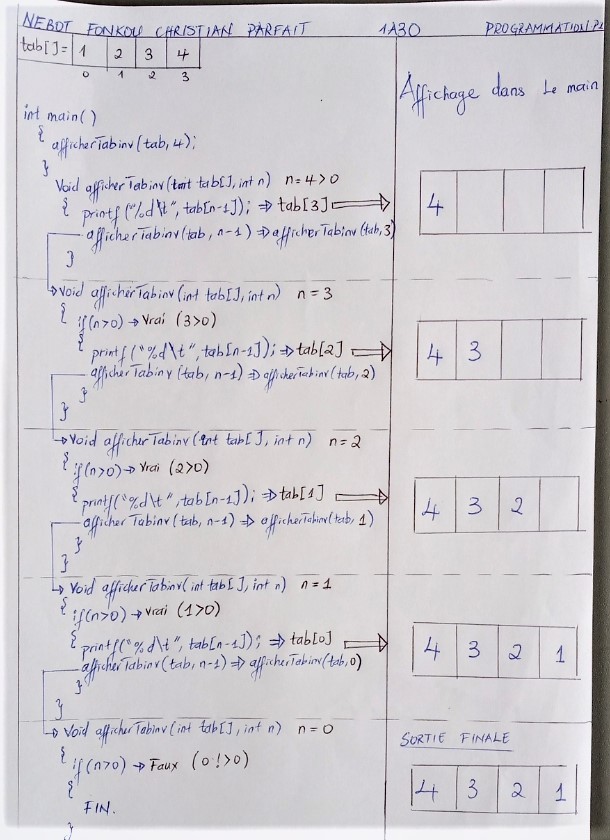 NEBOT FONKOU CHRISTIAN PARFAIT 1A30 PROGRAMMATION P1
tab[]= 1 2 3 4
0 1 2 3
Affichage dans le main
int main()
{
afficherTabinv(tab,4);
}
Void afficherTabinv(int tab[], int n) n=4>0
{ printf("%d\t", tab[n-1]); ⇒ tab[3] ⇒
4
afficherTabinv(tab, n-1) ⇒ afficherTabinv(tab,3)
}
→ void afficherTabinv(int tab[], int n) n=3
{ if(n>0) → Vrai (3>0)
{
printf("%d\t", tab[n-1]); ⇒ tab[2] ⇒
4 3
afficherTabinv(tab, n-1) ⇒ afficherTabinv(tab,2)
}
}
→ Void afficherTabinv(int tab[], int n) n=2
{ if(n>0) → Vrai (2>0)
{ printf("%d\t", tab[n-1]); ⇒ tab[1] ⇒
4 3 2
afficherTabinv(tab, n-1) ⇒ afficherTabinv(tab,1)
}
}
→ Void afficherTabinv(int tab[], int n) n=1
{ if(n>0) → Vrai (1>0)
{ printf("%d\t", tab[n-1]); ⇒ tab[0] ⇒
4 3 2 1
afficherTabinv(tab, n-1) ⇒ afficherTabinv(tab,0)
}
}
→ Void afficherTabinv(int tab[], int n) n=0
{ if(n>0) → Faux (0!>0)
{
FIN.
}
SORTIE FINALE
4 3 2 1